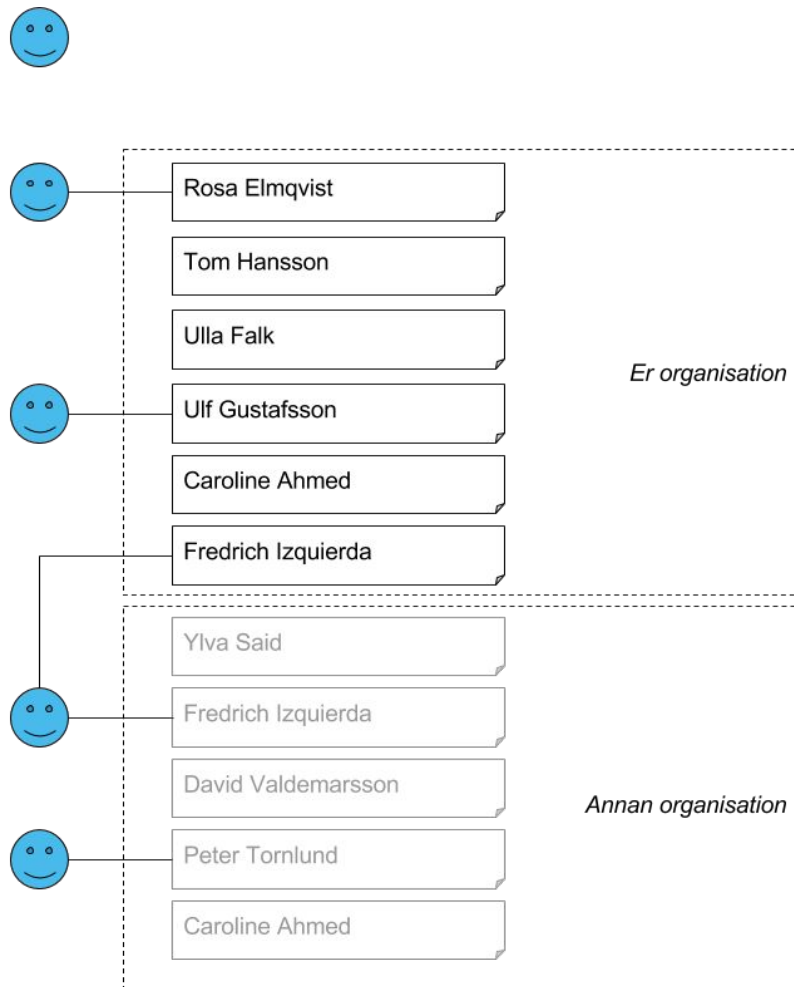 Rosa Elmqvist
Tom Hansson
Ulla Falk
Er organisation
Ulf Gustafsson
Caroline Ahmed
Fredrich Izquierda
Ylva Said
Fredrich Izquierda
David Valdemarsson
Annan organisation
Peter Tornlund
Caroline Ahmed